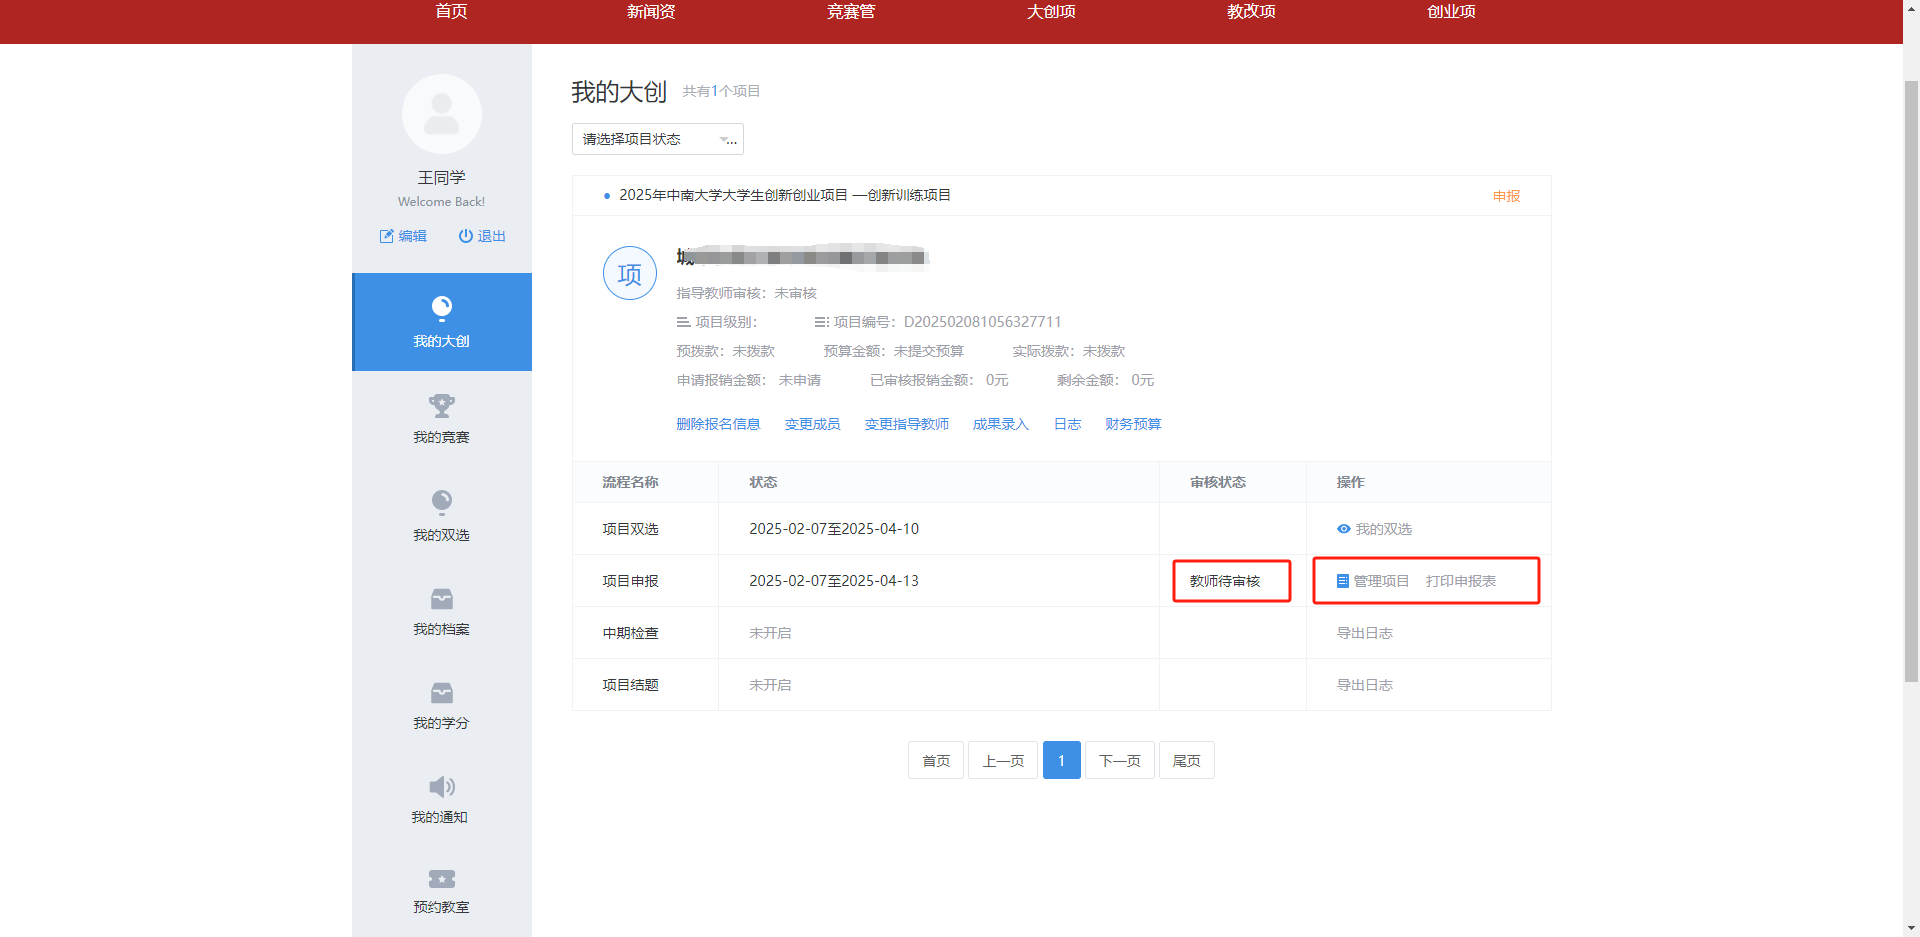 首页 新闻资 竞赛管 大创项 教改项 创业项
王同学
Welcome Back!
编辑 退出
我的大创
我的竞赛
我的双选
我的档案
我的学分
我的通知
预约教室
我的大创 共有1个项目
请选择项目状态 ...
2025年中南大学大学生创新创业项目 —创新训练项目 申报
项
指导教师审核：未审核
项目级别： 项目编号：D202502081056327711
预拨款：未拨款 预算金额：未提交预算 实际拨款：未拨款
申请报销金额： 未申请 已审核报销金额： 0元 剩余金额： 0元
删除报名信息 变更成员 变更指导教师 成果录入 日志 财务预算
流程名称 状态 审核状态 操作
项目双选 2025-02-07至2025-04-10 我的双选
项目申报 2025-02-07至2025-04-13 教师待审核 管理项目 打印申报表
中期检查 未开启 导出日志
项目结题 未开启 导出日志
首页 上一页 1 下一页 尾页